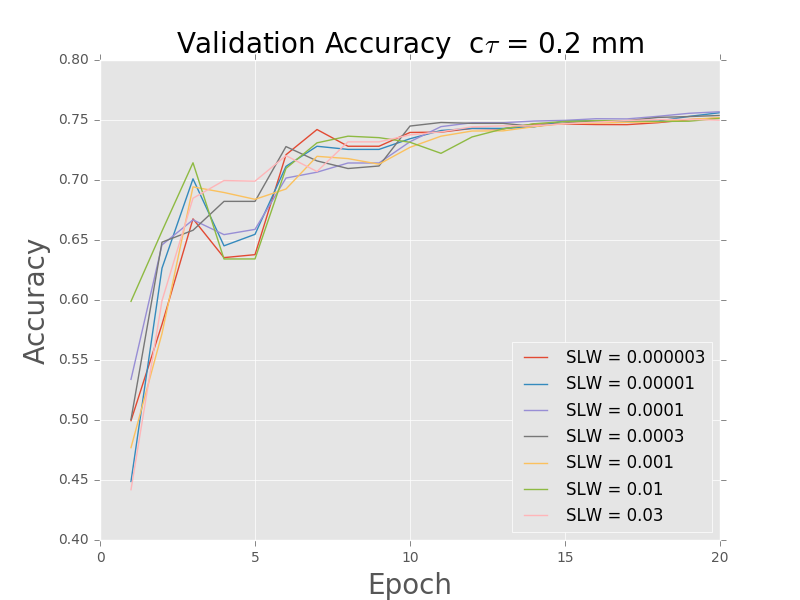 Validation Accuracy cτ = 0.2 mm
Accuracy
0.80
0.75
0.70
0.65
0.60
0.55
0.50
0.45
0.40
SLW = 0.000003
SLW = 0.00001
SLW = 0.0001
SLW = 0.0003
SLW = 0.001
SLW = 0.01
SLW = 0.03
0 5 10 15 20
Epoch